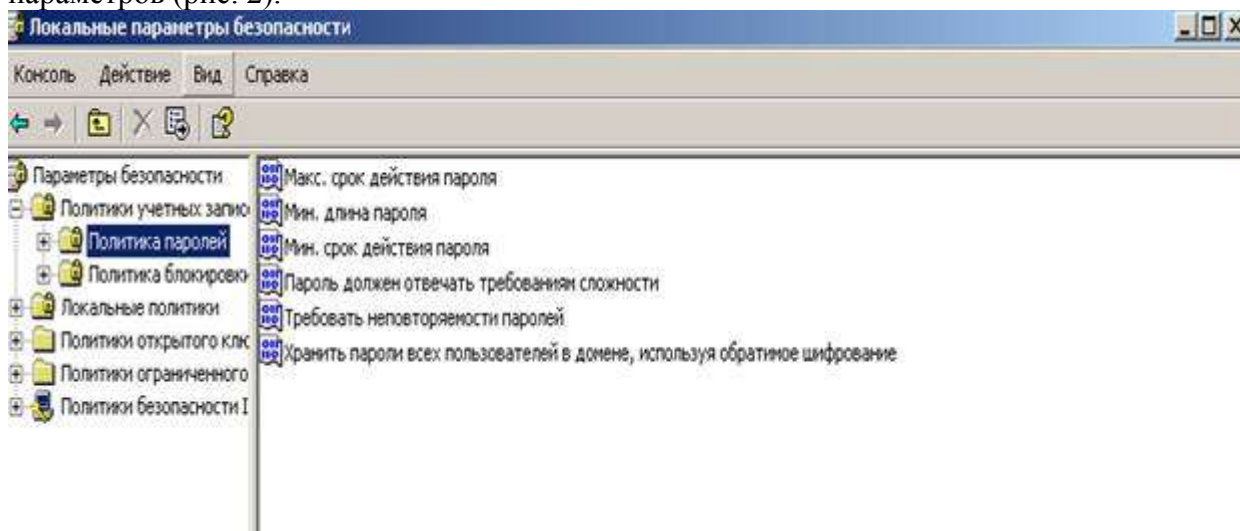 параметров (рис. 2).
Локальные параметры безопасности
Консоль Действие Вид Справка
Параметры безопасности
Политики учетных записе
Политика паролей
Политика блокировки
Локальные политики
Политики открытого клю
Политики ограниченного
Политики безопасности I
Макс. срок действия пароля
Мин. длина пароля
Мин. срок действия пароля
Пароль должен отвечать требованиям сложности
Требовать неповторяемости паролей
Хранить пароли всех пользователей в домене, используя обратимое шифрование